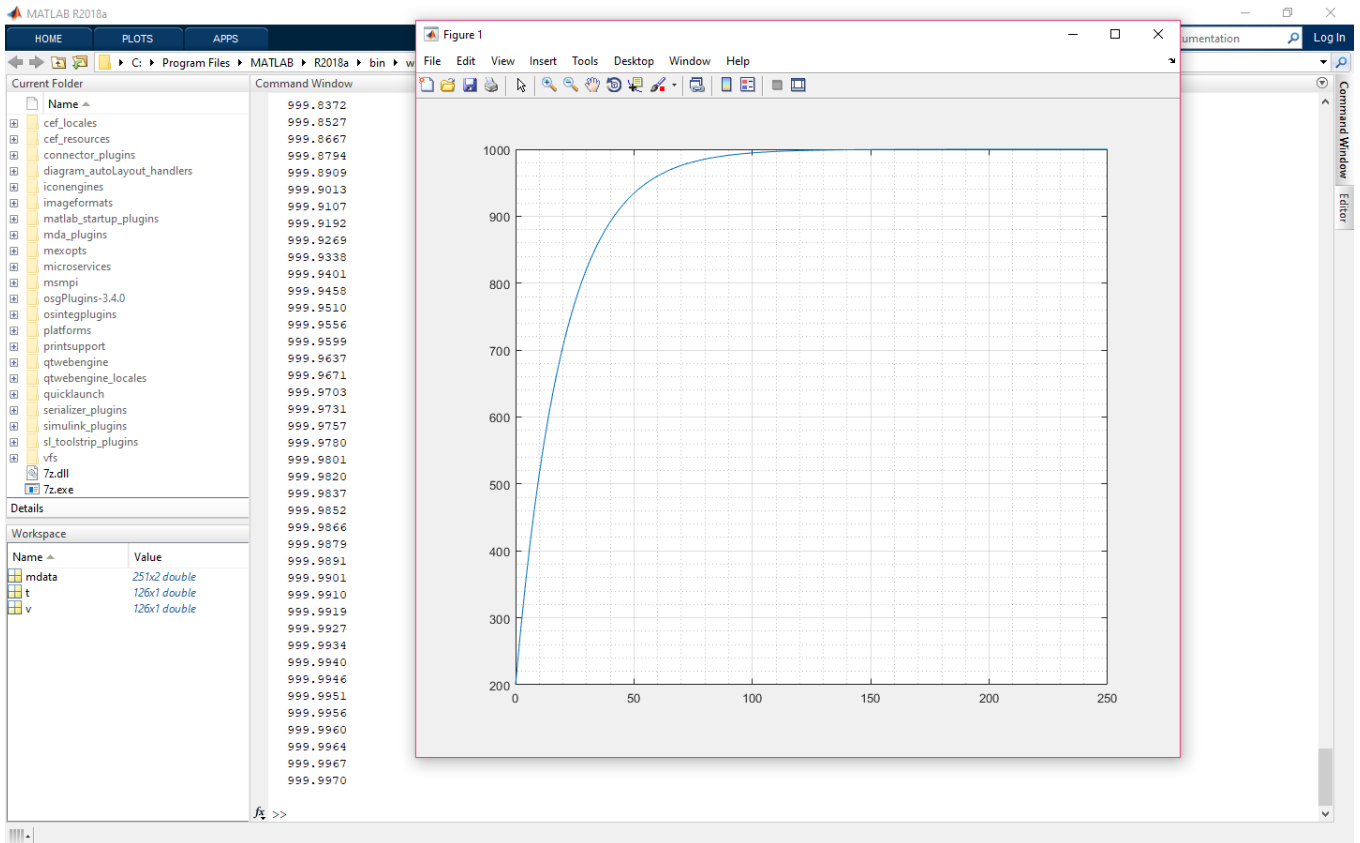 MATLAB R2018a
HOME PLOTS APPS
umentation Log In
C: Program Files MATLAB R2018a bin w
Current Folder
Name
cef_locales
cef_resources
connector_plugins
diagram_autoLayout_handlers
iconengines
imageformats
matlab_startup_plugins
mda_plugins
mexopts
microservices
msmpi
osgPlugins-3.4.0
osintegplugins
platforms
printsupport
qtwebengine
qtwebengine_locales
quicklaunch
serializer_plugins
simulink_plugins
sl_toolstrip_plugins
vfs
7z.dll
7z.exe
Details
Workspace
Name Value
mdata 251x2 double
t 126x1 double
v 126x1 double
Command Window
999.8372
999.8527
999.8667
999.8794
999.8909
999.9013
999.9107
999.9192
999.9269
999.9338
999.9401
999.9458
999.9510
999.9556
999.9599
999.9637
999.9671
999.9703
999.9731
999.9757
999.9780
999.9801
999.9820
999.9837
999.9852
999.9866
999.9879
999.9891
999.9901
999.9910
999.9919
999.9927
999.9934
999.9940
999.9946
999.9951
999.9956
999.9960
999.9964
999.9967
999.9970
fx >>
Figure 1
File Edit View Insert Tools Desktop Window Help
1000
900
800
700
600
500
400
300
200
0 50 100 150 200 250
Command Window
Editor